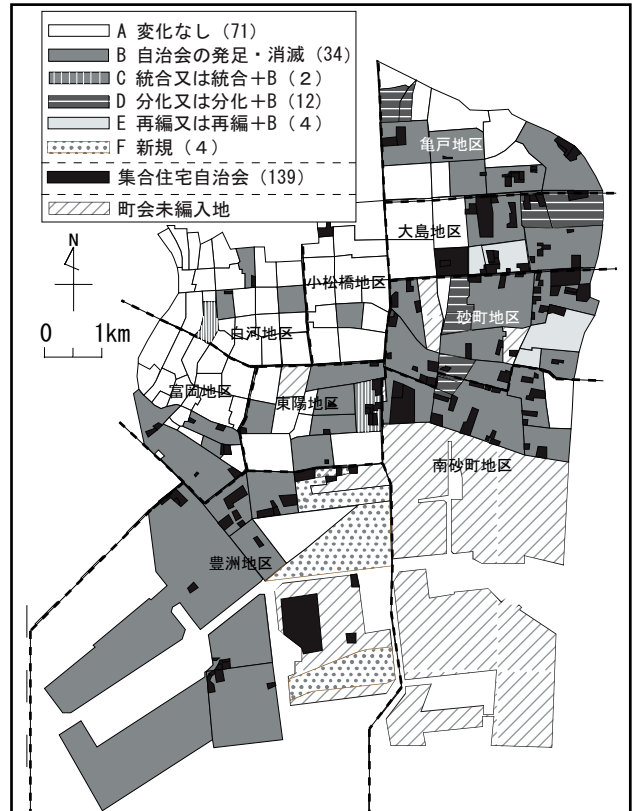 A 変化なし（71）
B 自治会の発足・消滅（34）
C 統合又は統合＋B（２）
D 分化又は分化＋B（12）
E 再編又は再編＋B（４）
F 新規（４）
集合住宅自治会（139）
町会未編入地
亀戸地区
大島地区
N
小松橋地区
砂町地区
0 1km
白河地区
富岡地区
東陽地区
南砂町地区
豊洲地区